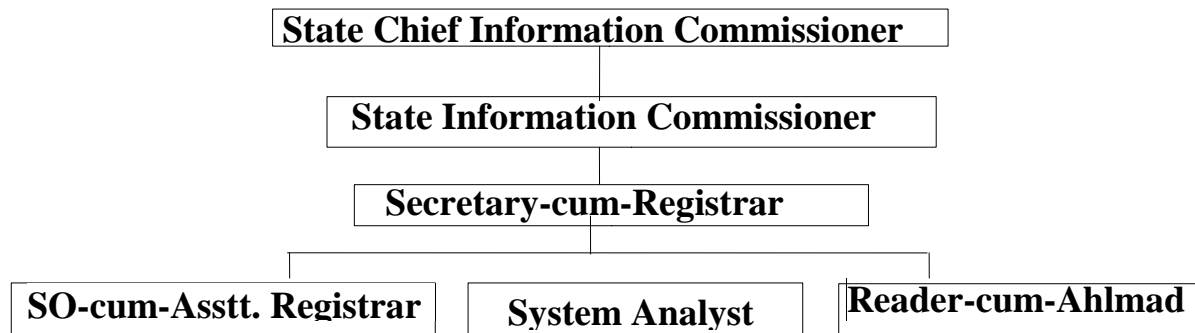 State Chief Information Commissioner
State Information Commissioner
Secretary-cum-Registrar
SO-cum-Asstt. Registrar
System Analyst
Reader-cum-Ahlmad